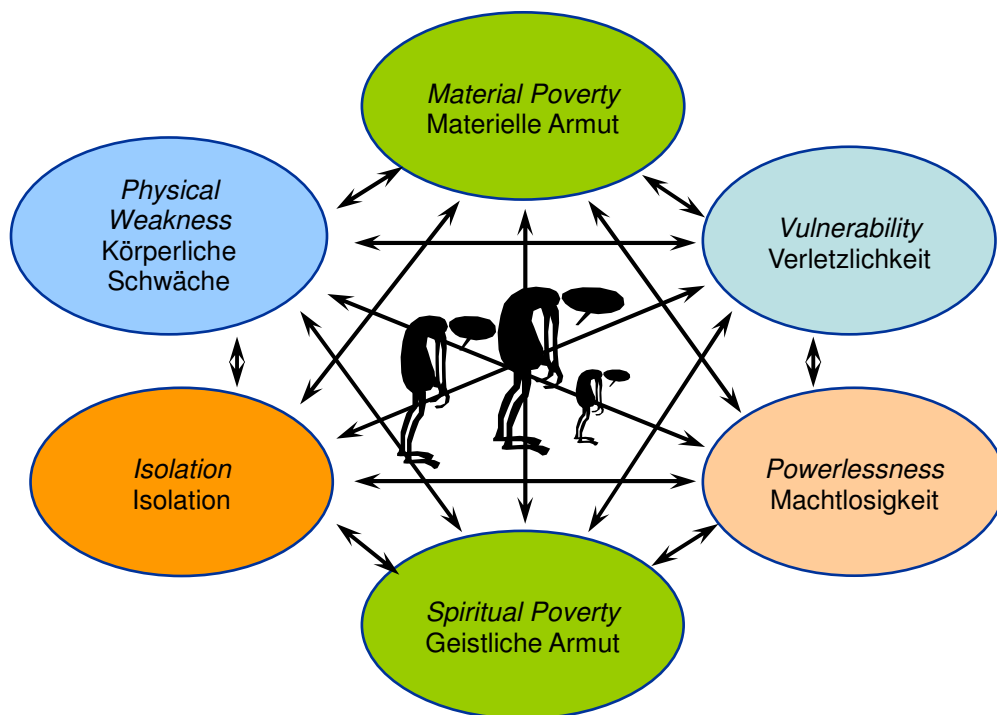 Material Poverty
Materielle Armut
Physical
Weakness
Körperliche
Schwäche
Vulnerability
Verletzlichkeit
Isolation
Isolation
Powerlessness
Machtlosigkeit
Spiritual Poverty
Geistliche Armut